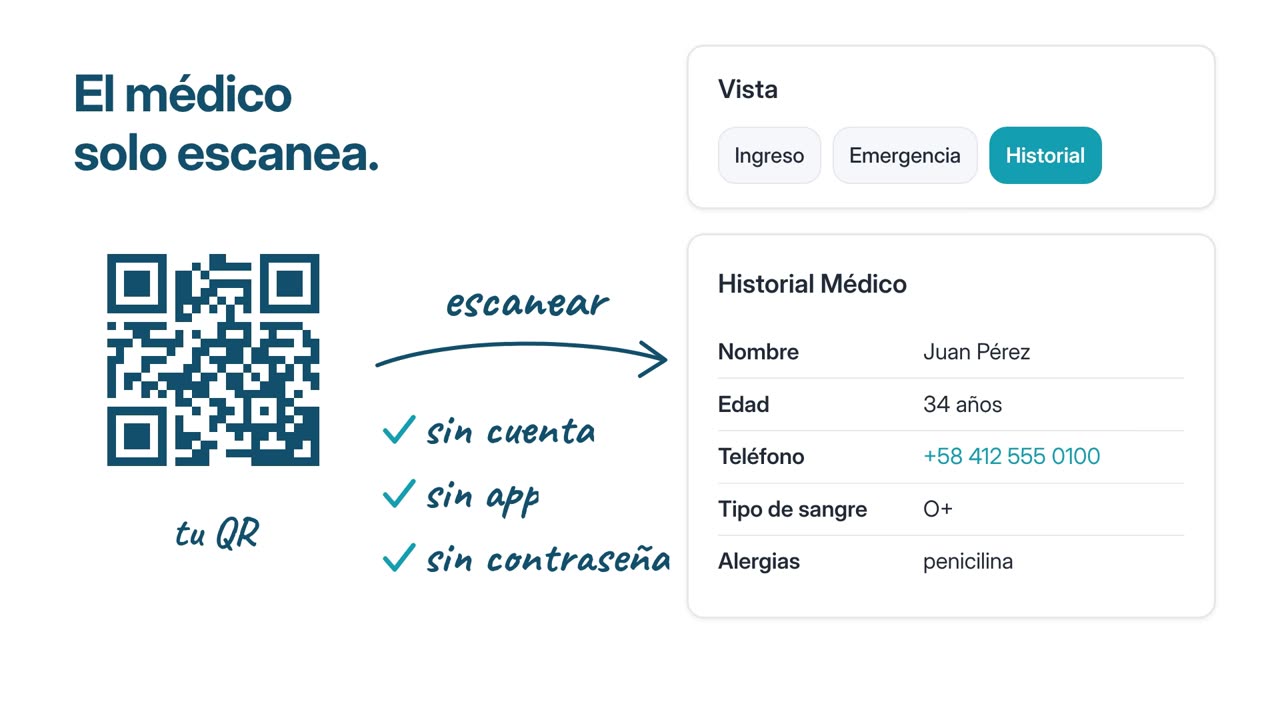 El médico
solo escanea.
escanear
sin cuenta
sin app
sin contraseña
tu QR
Vista
Ingreso Emergencia Historial
Historial Médico
Nombre Juan Pérez
Edad 34 años
Teléfono +58 412 555 0100
Tipo de sangre O+
Alergias penicilina